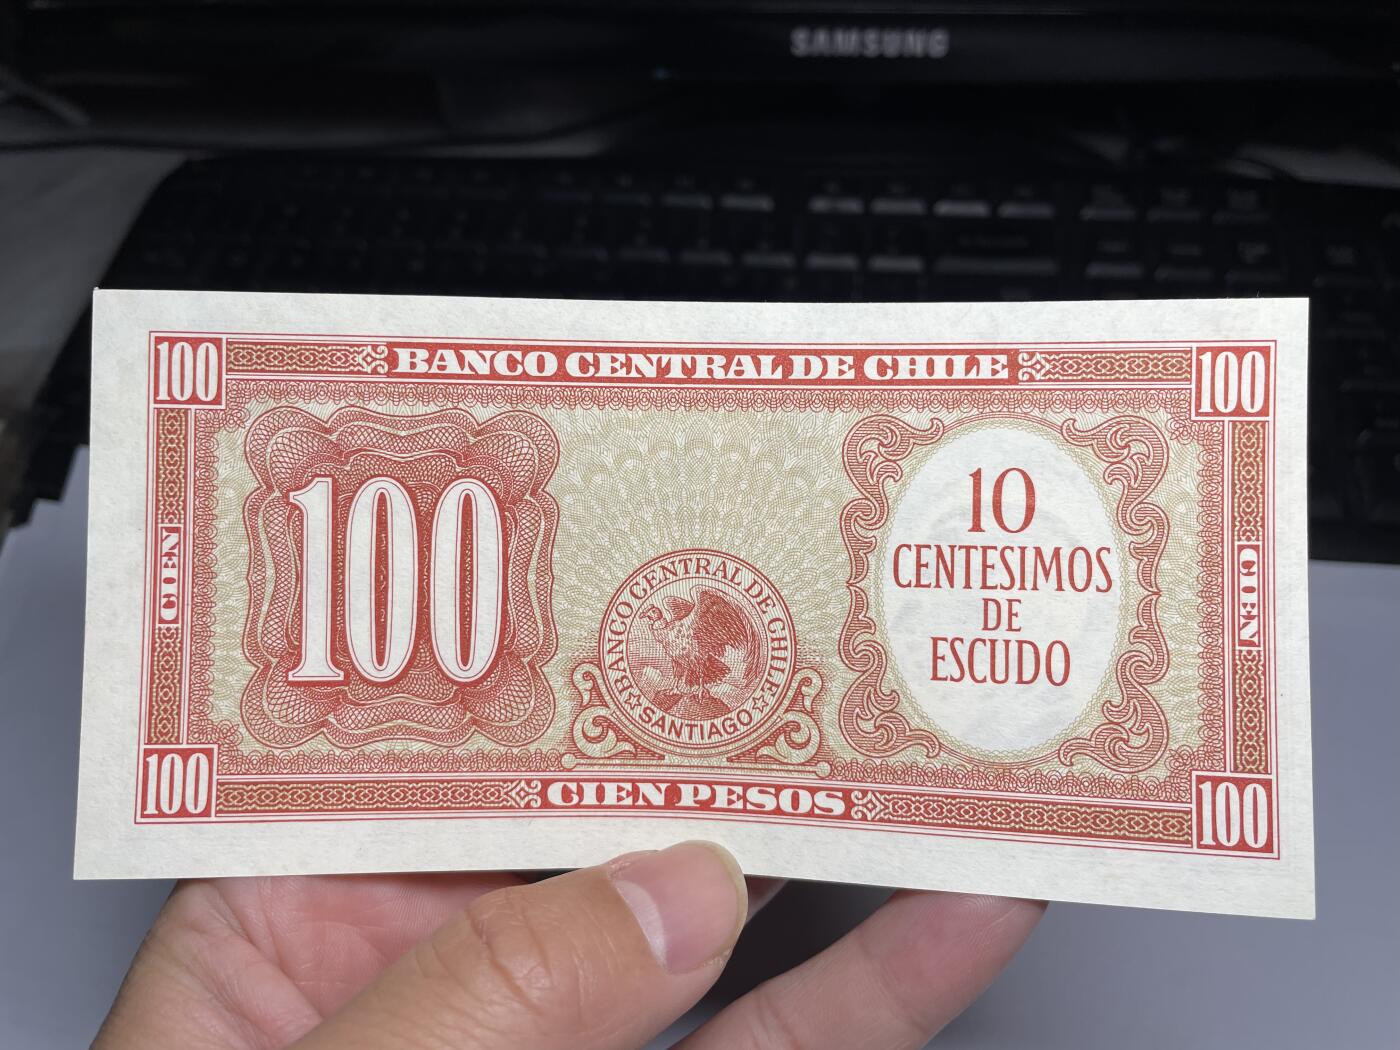 SAMSUNG
100
BANCO CENTRAL DE CHILE
100
100
CIEN
BANCO CENTRAL DE CHILE
SANTIAGO
10
CENTESIMOS
DE
ESCUDO
CIEN
100
CIEN PESOS
100